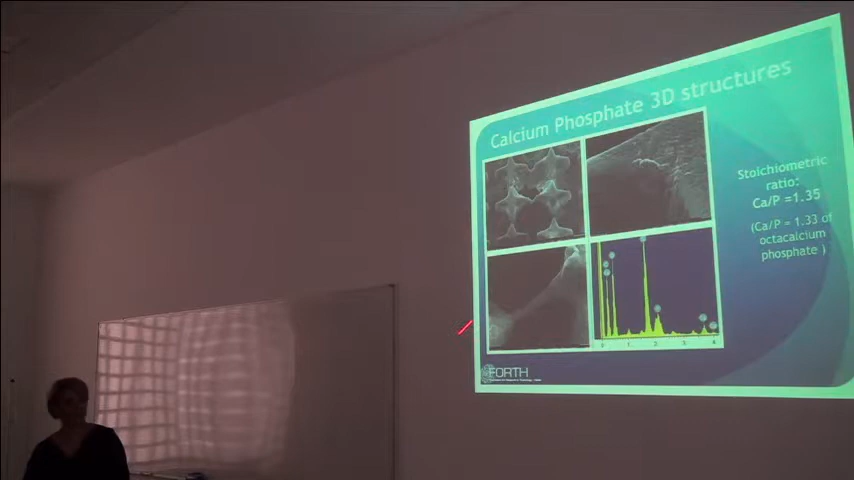 Calcium Phosphate 3D structures
Stoichiometric
ratio:
Ca/P =1.35
(Ca/P = 1.33 of
octacalcium
phosphate )
0 1 2 3 4
FORTH